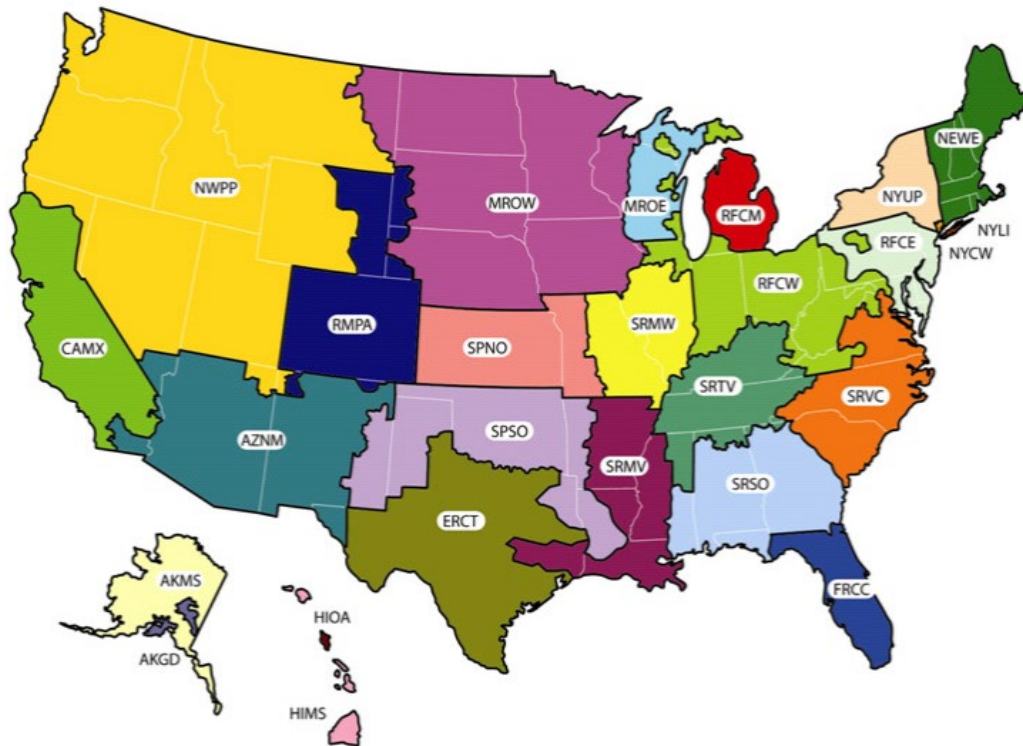 NEWE
NWPP
NYUP
MROW
MROE
RFCM
NYLI
RFCE
NYCW
RFCW
RMPA
SRMW
CAMX
SPNO
SRTV
SRVC
AZNM
SPSO
SRMV
SRSO
ERCT
AKMS
FRCC
HIOA
AKGD
HIMS